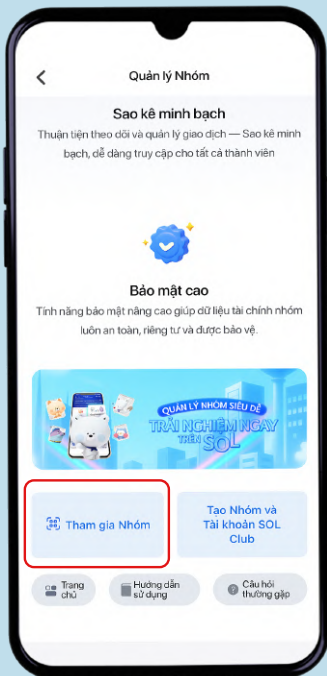 Quản lý Nhóm
Sao kê minh bạch
Thuận tiện theo dõi và quản lý giao dịch — Sao kê minh
bạch, dễ dàng truy cập cho tất cả thành viên
Bảo mật cao
Tính năng bảo mật nâng cao giúp dữ liệu tài chính nhóm
luôn an toàn, riêng tư và được bảo vệ.
QUẢN LÝ NHÓM SIÊU DỄ
TRẢI NGHIỆM NGAY
TRÊN SOL
Tham gia Nhóm
Tạo Nhóm và
Tài khoản SOL
Club
Trang
chủ
Hướng dẫn
sử dụng
Câu hỏi
thường gặp